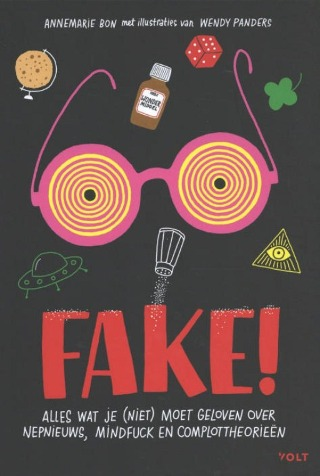 ANNEMARIE BON met illustraties van WENDY PANDERS
WONDER
MIDDEL
FAKE!
ALLES WAT JE (NIET) MOET GELOVEN OVER
NEPNIEUWS, MINDFUCK EN COMPLOTTHEORIEËN
VOLT